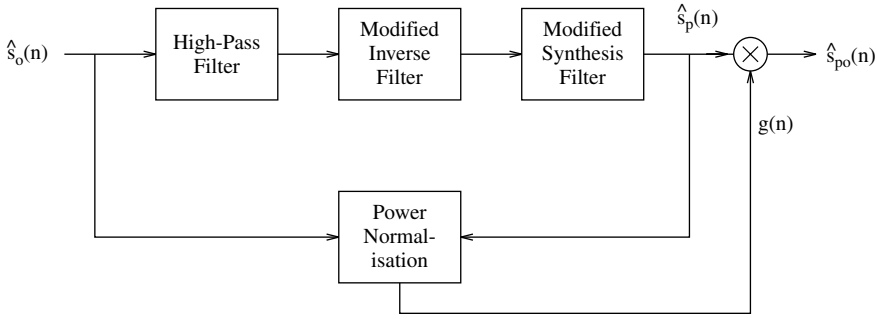 ŝₒ(n)
High-Pass
Filter
Modified
Inverse
Filter
Modified
Synthesis
Filter
ŝₚ(n)
×
ŝₚₒ(n)
g(n)
Power
Normal-
isation